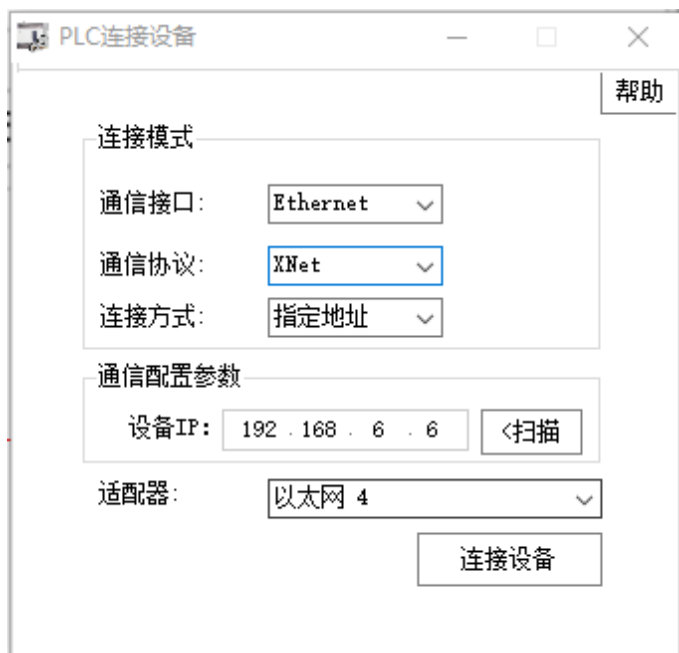 PLC连接设备
帮助
连接模式
通信接口: Ethernet
通信协议: XNet
连接方式: 指定地址
通信配置参数
设备IP: 192 . 168 . 6 . 6 <扫描
适配器: 以太网 4
连接设备